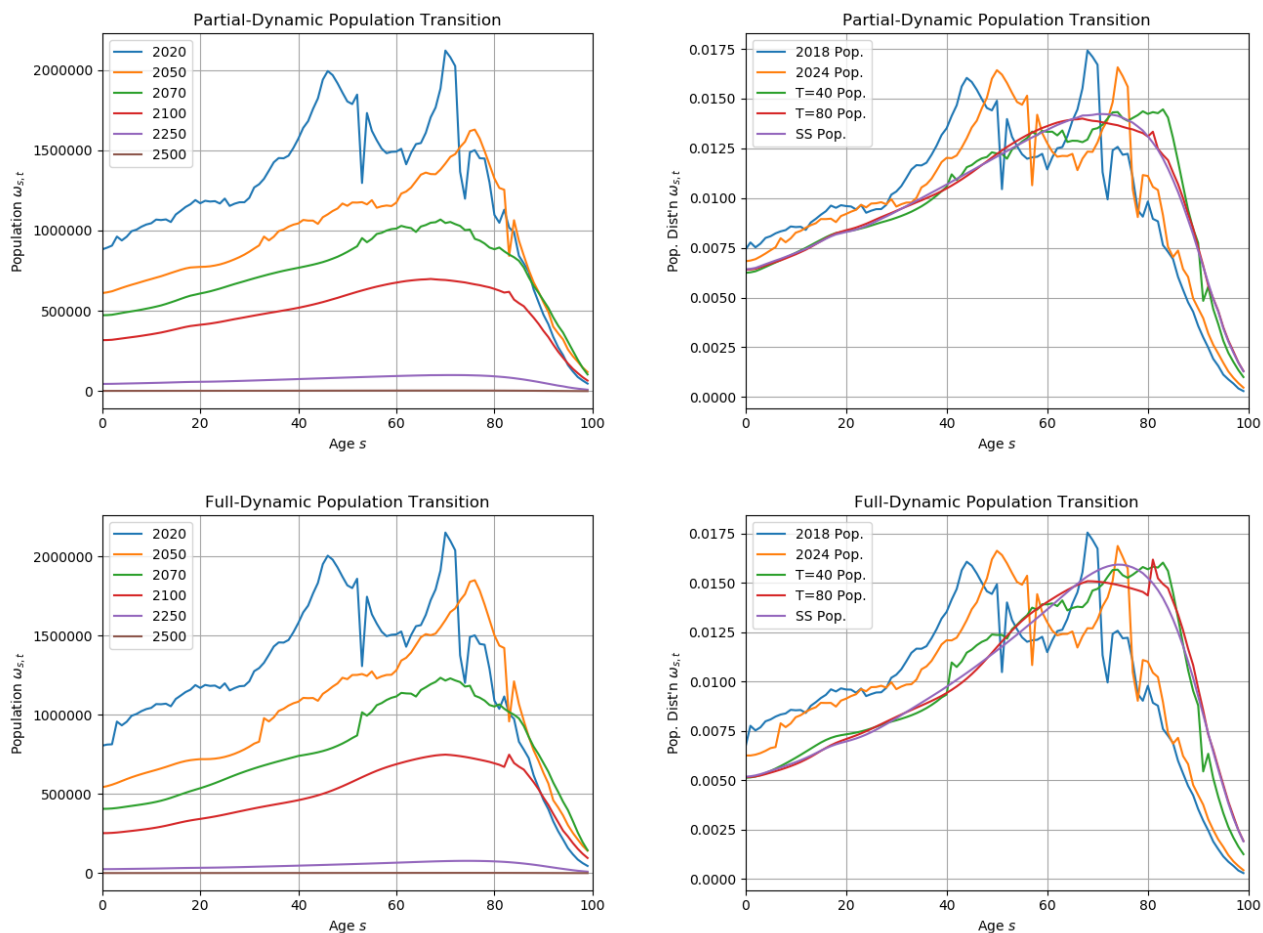 Partial-Dynamic Population Transition
Population ω_{s,t}
2000000
1500000
1000000
500000
0
2020
2050
2070
2100
2250
2500
0 20 40 60 80 100
Age s
Partial-Dynamic Population Transition
Pop. Dist'n ω_{s,t}
0.0175
0.0150
0.0125
0.0100
0.0075
0.0050
0.0025
0.0000
2018 Pop.
2024 Pop.
T=40 Pop.
T=80 Pop.
SS Pop.
0 20 40 60 80 100
Age s
Full-Dynamic Population Transition
Population ω_{s,t}
2000000
1500000
1000000
500000
0
2020
2050
2070
2100
2250
2500
0 20 40 60 80 100
Age s
Full-Dynamic Population Transition
Pop. Dist'n ω_{s,t}
0.0175
0.0150
0.0125
0.0100
0.0075
0.0050
0.0025
0.0000
2018 Pop.
2024 Pop.
T=40 Pop.
T=80 Pop.
SS Pop.
0 20 40 60 80 100
Age s